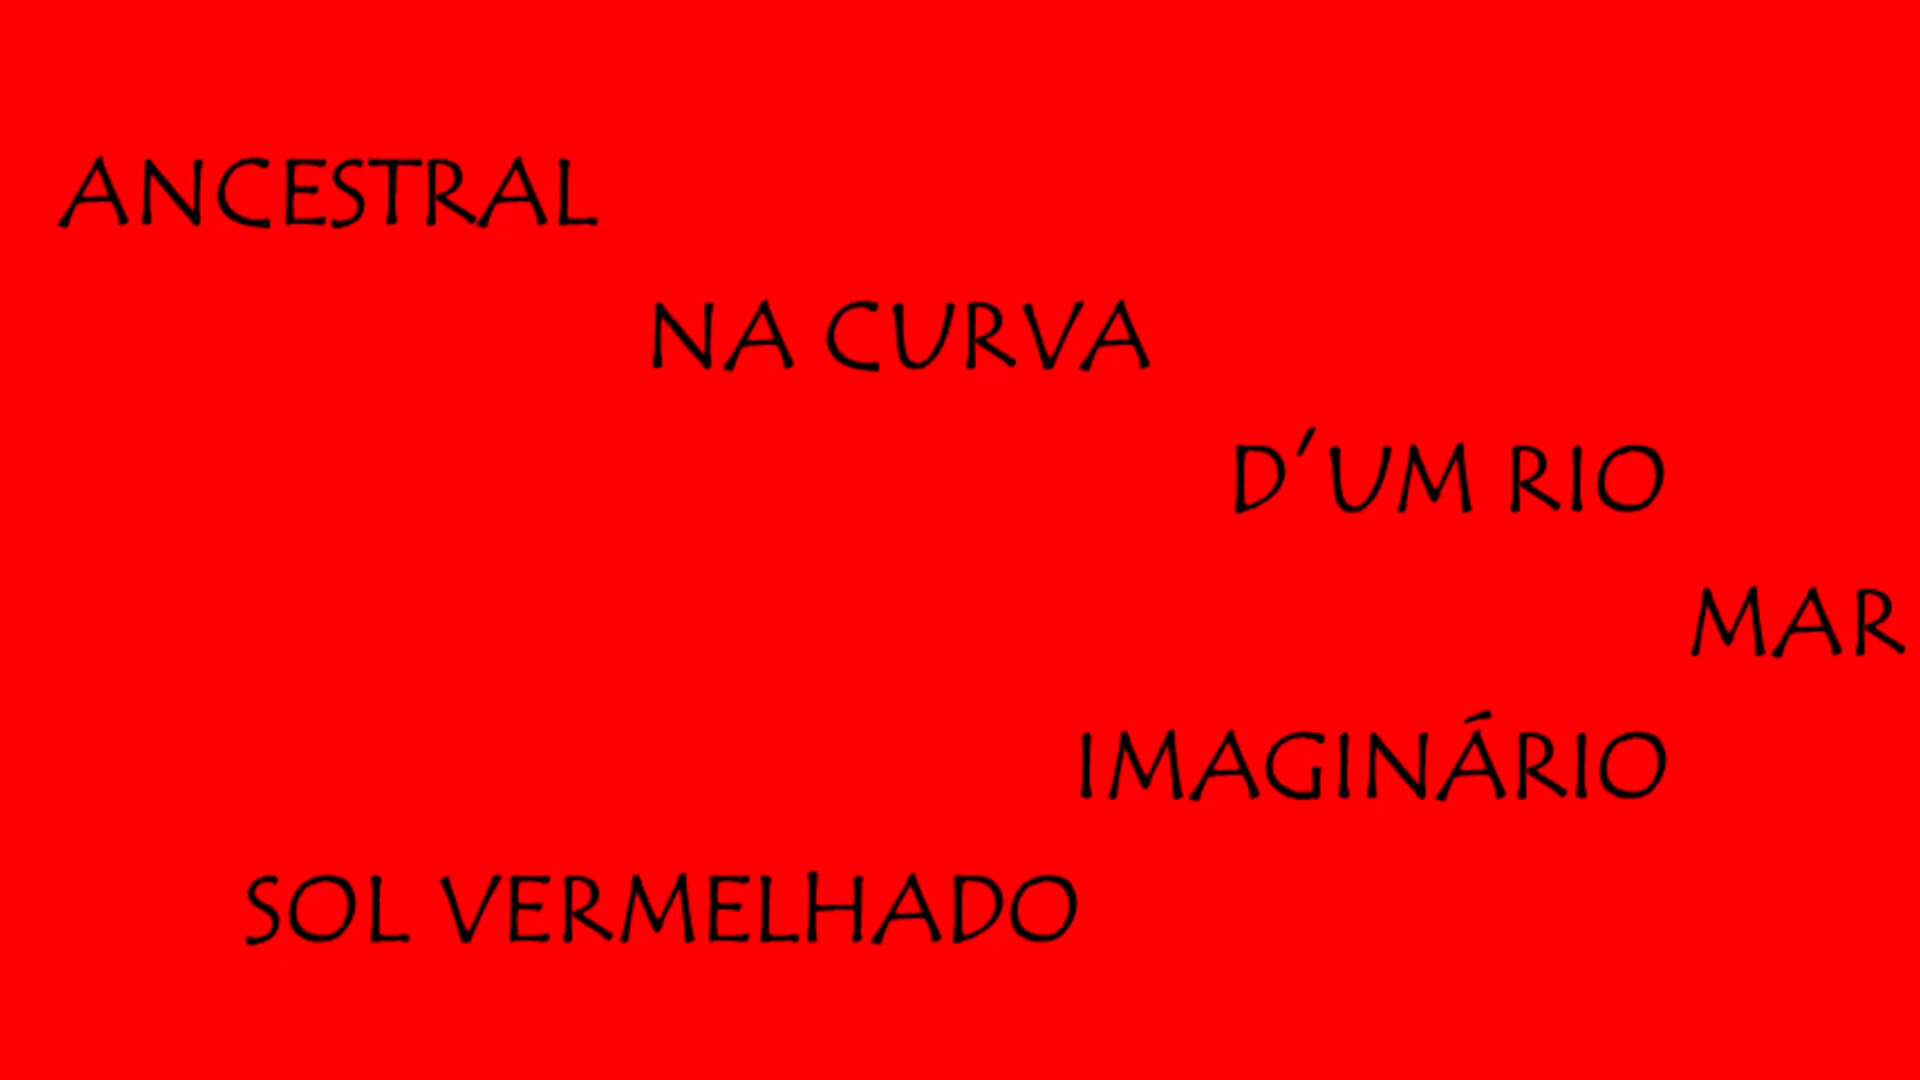 ANCESTRAL
NA CURVA
D´UM RIO
MAR
IMAGINÁRIO
SOL VERMELHADO